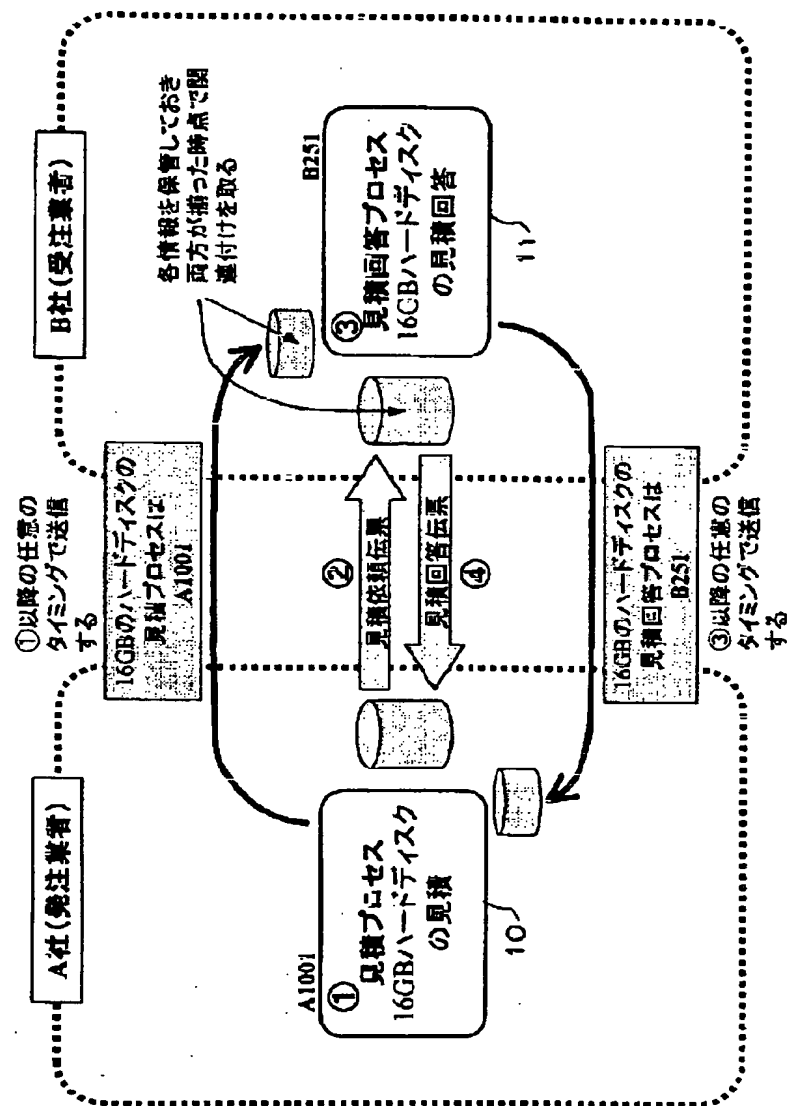 A社(発注業者)
B社(受注業者)
①以降の任意の
タイミングで送信
する
16GBのハードディスクの
見積プロセスは
A1001
各情報を保管しておき
両方が揃った時点で関
連付けを取る
A1001
①
見積プロセス
16GBハードディスク
の見積
10
②
見積依頼伝票
見積回答伝票
④
B251
③
見積回答プロセス
16GBハードディスク
の見積回答
11
16GBのハードディスクの
見積回答プロセスは
B251
③以降の任意の
タイミングで送信
する